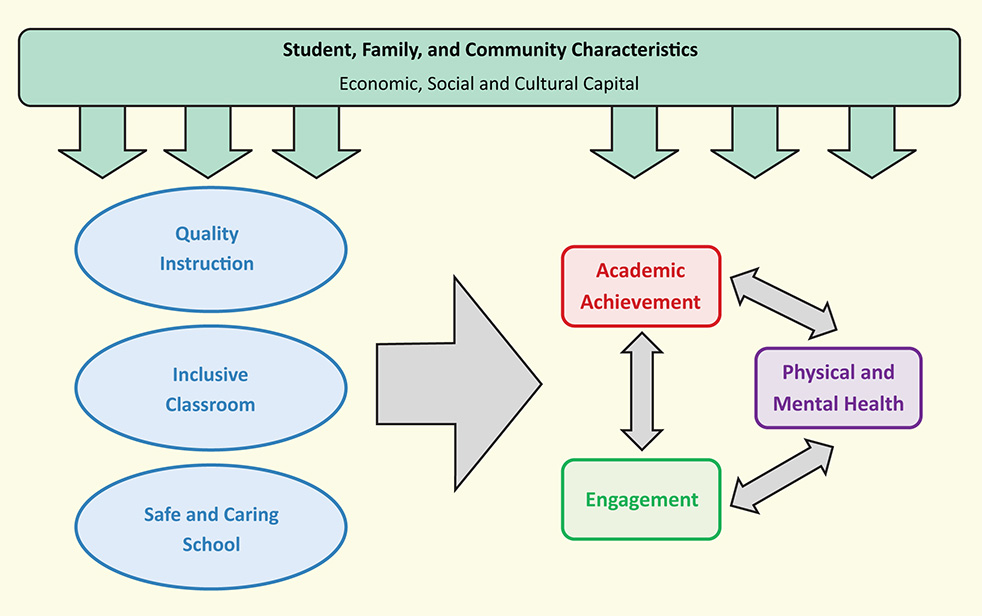 Student, Family, and Community Characteristics
Economic, Social and Cultural Capital
Quality
Instruction
Inclusive
Classroom
Safe and Caring
School
Academic
Achievement
Physical and
Mental Health
Engagement